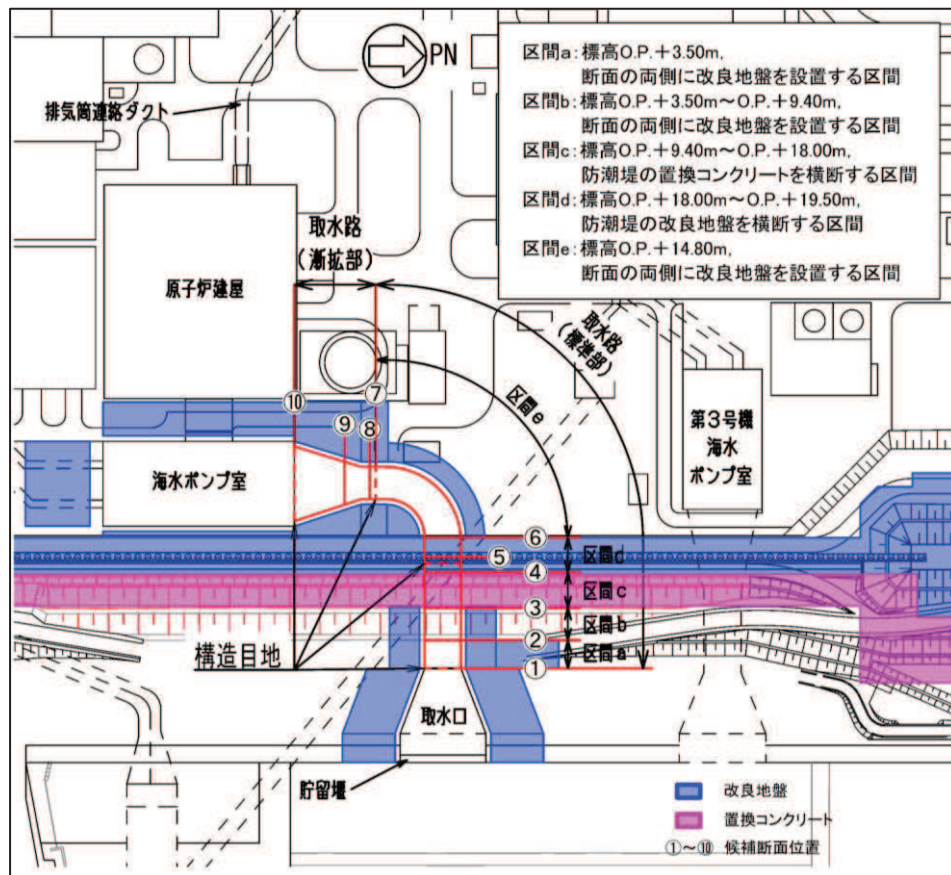 PN
区間a：標高O.P.＋3.50m，
断面の両側に改良地盤を設置する区間
区間b：標高O.P.＋3.50m～O.P.＋9.40m，
断面の両側に改良地盤を設置する区間
区間c：標高O.P.＋9.40m～O.P.＋18.00m，
防潮堤の置換コンクリートを横断する区間
区間d：標高O.P.＋18.00m～O.P.＋19.50m，
防潮堤の改良地盤を横断する区間
区間e：標高O.P.＋14.80m，
断面の両側に改良地盤を設置する区間
排気筒連絡ダクト
取水路
（漸拡部）
原子炉建屋
取水路
（標準部）
区間e
⑩
⑦
⑨
⑧
第3号機
海水
ポンプ室
海水ポンプ室
⑥
⑤
区間d
④
区間c
③
区間b
②
区間a
①
構造目地
取水口
貯留堰
改良地盤
置換コンクリート
①～⑩ 候補断面位置